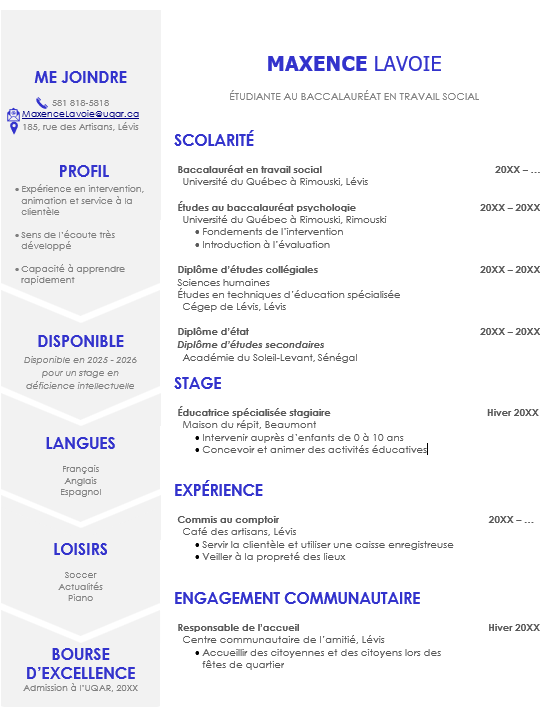 ME JOINDRE
581 818-5818
MaxenceLavoie@uqar.ca
185, rue des Artisans, Lévis
PROFIL
• Expérience en intervention,
animation et service à la
clientèle
• Sens de l'écoute très
développé
• Capacité à apprendre
rapidement
DISPONIBLE
Disponible en 2025 - 2026
pour un stage en
déficience intellectuelle
LANGUES
Français
Anglais
Espagnol
LOISIRS
Soccer
Actualités
Piano
BOURSE
D'EXCELLENCE
Admission à l'UQAR, 20XX
MAXENCE LAVOIE
ÉTUDIANTE AU BACCALAURÉAT EN TRAVAIL SOCIAL
SCOLARITÉ
Baccalauréat en travail social 20XX – ...
Université du Québec à Rimouski, Lévis
Études au baccalauréat psychologie 20XX – 20XX
Université du Québec à Rimouski, Rimouski
• Fondements de l'intervention
• Introduction à l'évaluation
Diplôme d'études collégiales 20XX – 20XX
Sciences humaines
Études en techniques d'éducation spécialisée
Cégep de Lévis, Lévis
Diplôme d'état 20XX – 20XX
Diplôme d'études secondaires
Académie du Soleil-Levant, Sénégal
STAGE
Éducatrice spécialisée stagiaire Hiver 20XX
Maison du répit, Beaumont
• Intervenir auprès d'enfants de 0 à 10 ans
• Concevoir et animer des activités éducatives
EXPÉRIENCE
Commis au comptoir 20XX – ...
Café des artisans, Lévis
• Servir la clientèle et utiliser une caisse enregistreuse
• Veiller à la propreté des lieux
ENGAGEMENT COMMUNAUTAIRE
Responsable de l'accueil Hiver 20XX
Centre communautaire de l'amitié, Lévis
• Accueillir des citoyennes et des citoyens lors des
fêtes de quartier